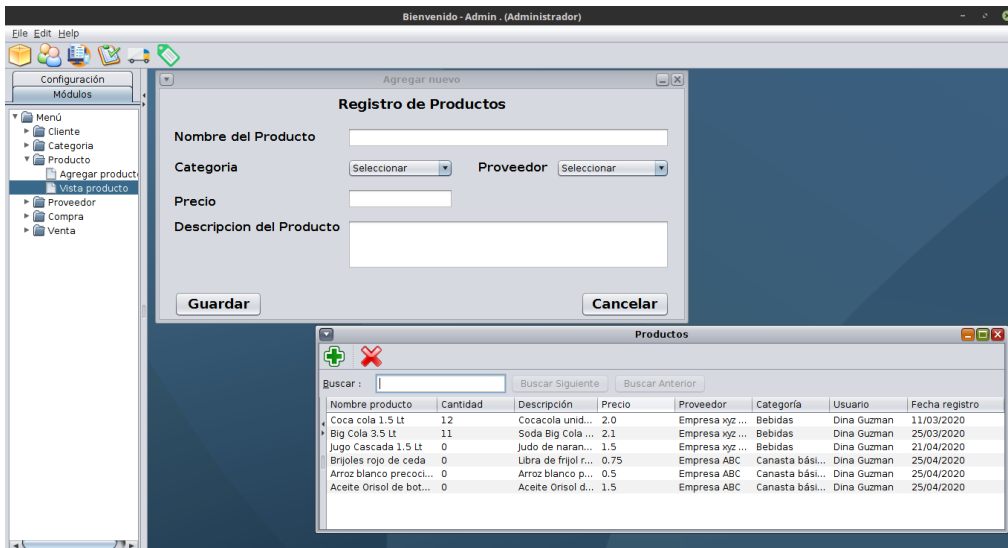 Bienvenido - Admin . (Administrador)
File Edit Help
Configuración
Módulos
Menú
Cliente
Categoria
Producto
Agregar product
Vista producto
Proveedor
Compra
Venta
Agregar nuevo
Registro de Productos
Nombre del Producto
Categoria Seleccionar Proveedor Seleccionar
Precio
Descripcion del Producto
Guardar Cancelar
Productos
Buscar : Buscar Siguiente Buscar Anterior
Nombre producto Cantidad Descripción Precio Proveedor Categoría Usuario Fecha registro
Coca cola 1.5 Lt 12 Cocacola unid... 2.0 Empresa xyz ... Bebidas Dina Guzman 11/03/2020
Big Cola 3.5 Lt 11 Soda Big Cola ... 2.1 Empresa xyz ... Bebidas Dina Guzman 25/03/2020
Jugo Cascada 1.5 Lt 0 Judo de naran... 1.5 Empresa xyz ... Bebidas Dina Guzman 21/04/2020
Brijoles rojo de ceda 0 Libra de frijol r... 0.75 Empresa ABC Canasta bási... Dina Guzman 25/04/2020
Arroz blanco precoci... 0 Arroz blanco p... 0.5 Empresa ABC Canasta bási... Dina Guzman 25/04/2020
Aceite Orisol de bot... 0 Aceite Orisol d... 1.5 Empresa ABC Canasta bási... Dina Guzman 25/04/2020